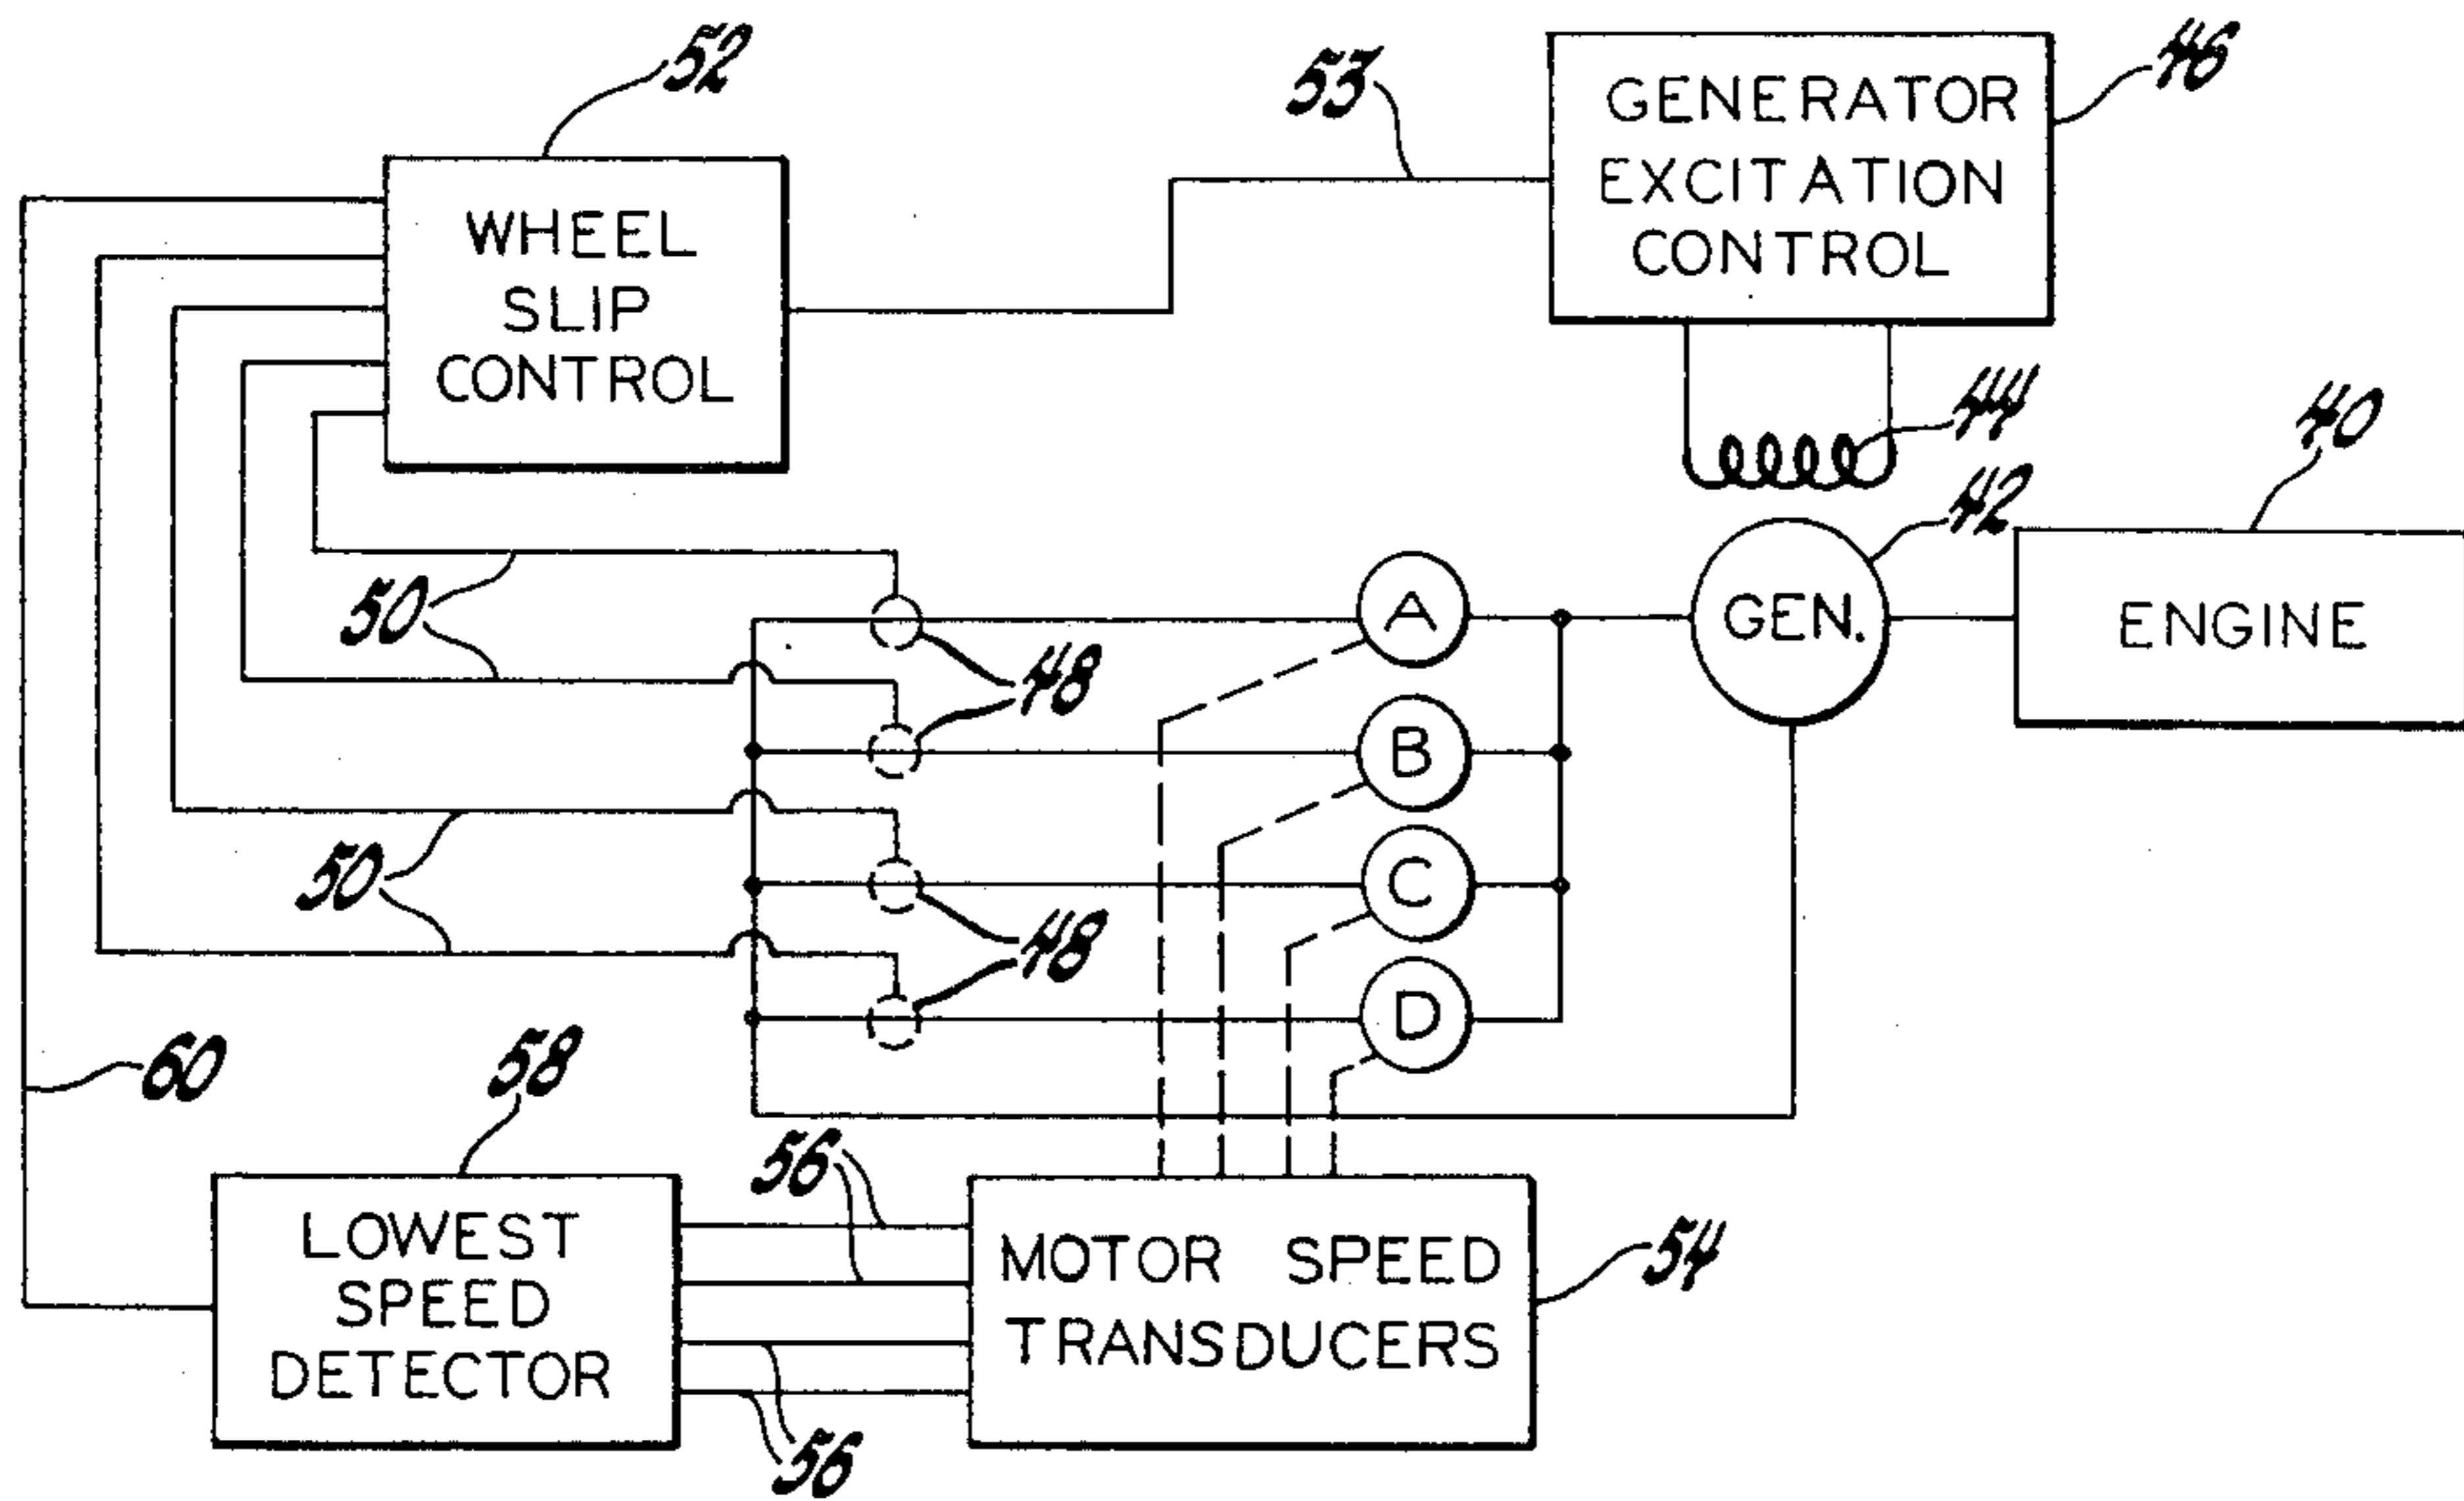 52
53
46
WHEEL
SLIP
CONTROL
GENERATOR
EXCITATION
CONTROL
44
40
42
50
48
A
GEN.
ENGINE
B
50
48
C
D
60
58
56
54
LOWEST
SPEED
DETECTOR
MOTOR SPEED
TRANSDUCERS
56